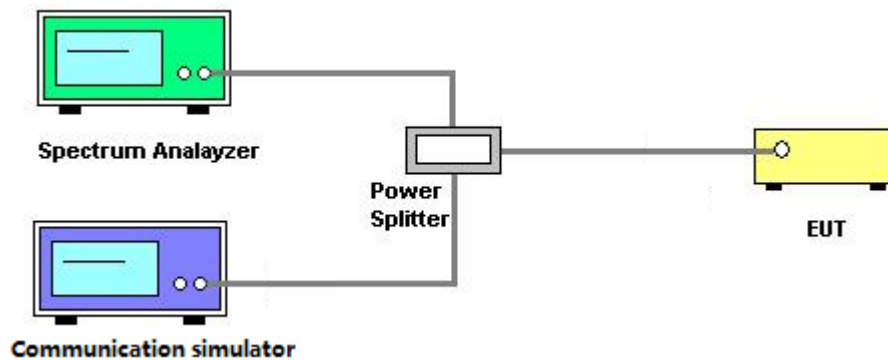 Spectrum Analayzer
Power
Splitter
EUT
Communication simulator